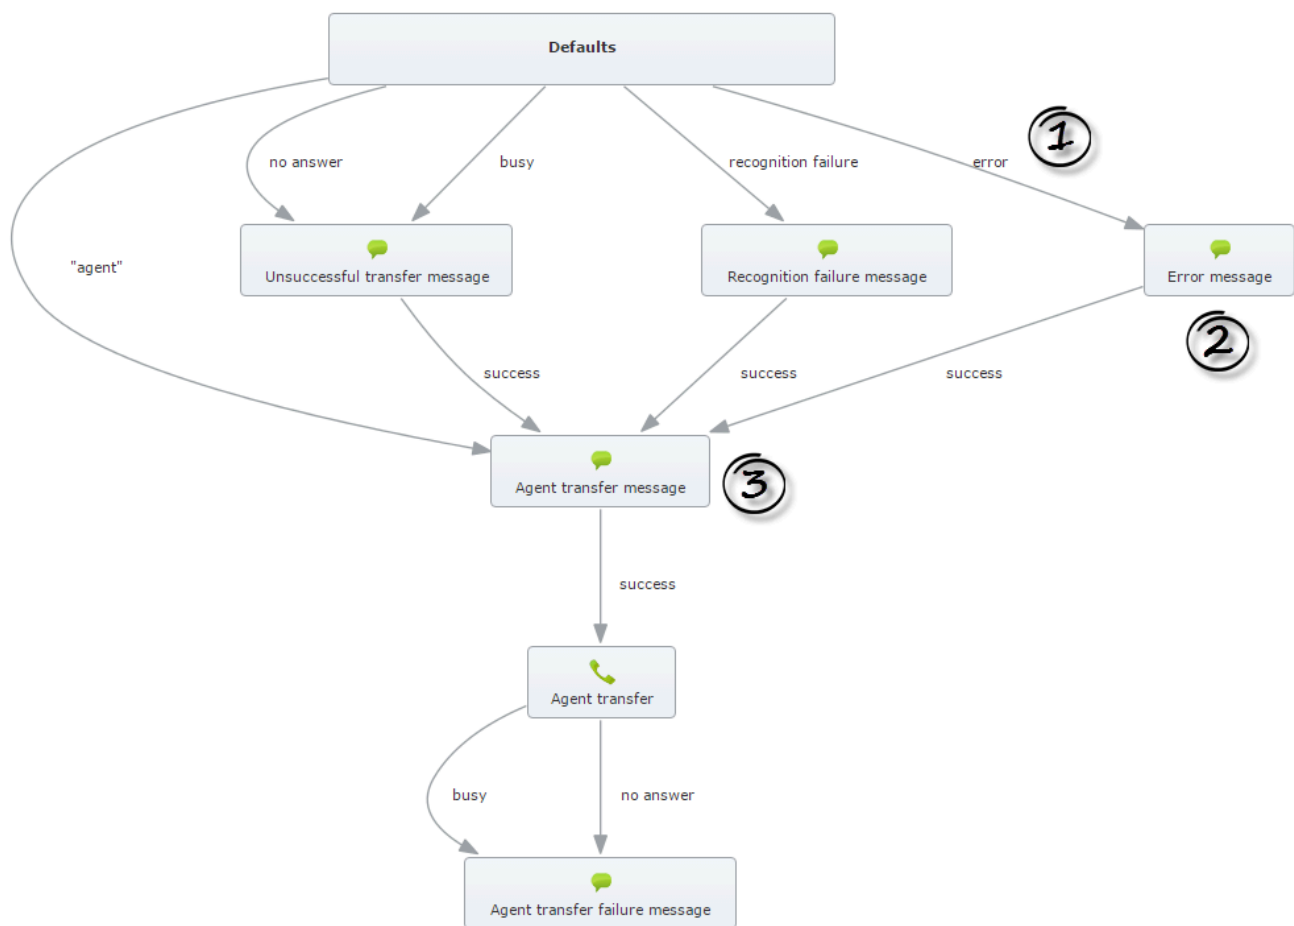 Defaults
1
no answer
busy
recognition failure
error
"agent"
Unsuccessful transfer message
Recognition failure message
Error message
2
success
success
success
Agent transfer message
3
success
Agent transfer
busy
no answer
Agent transfer failure message